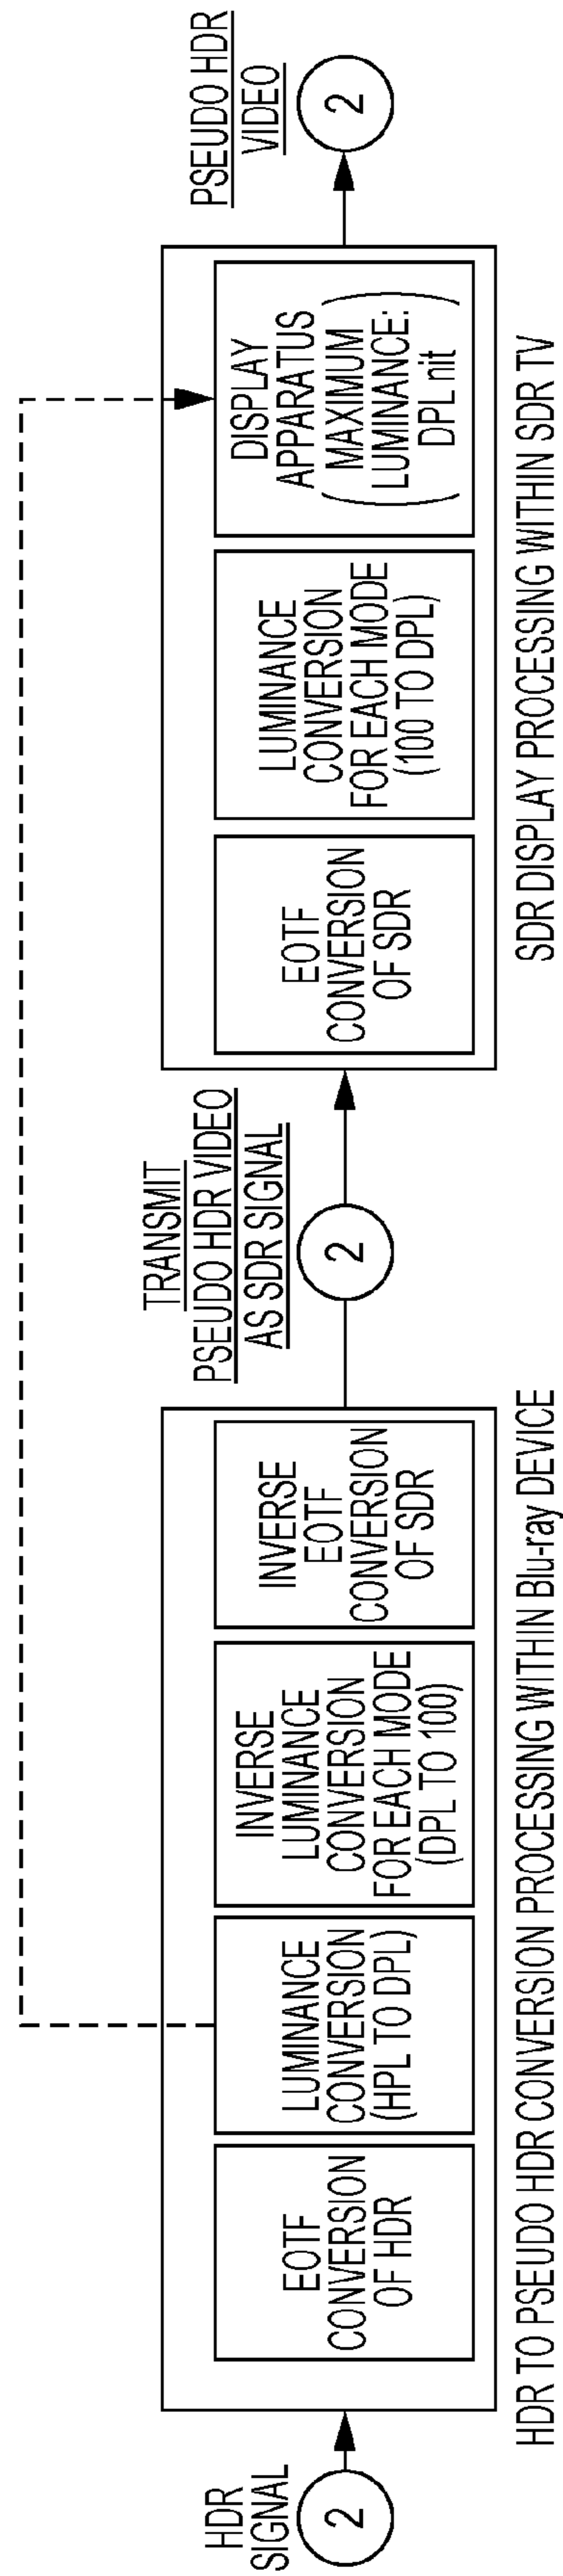 HDR
SIGNAL
2
EOTF
CONVERSION
OF HDR
LUMINANCE
CONVERSION
(HPL TO DPL)
INVERSE
LUMINANCE
CONVERSION
FOR EACH MODE
(DPL TO 100)
INVERSE
EOTF
CONVERSION
OF SDR
HDR TO PSEUDO HDR CONVERSION PROCESSING WITHIN Blu-ray DEVICE
TRANSMIT
PSEUDO HDR VIDEO
AS SDR SIGNAL
2
EOTF
CONVERSION
OF SDR
LUMINANCE
CONVERSION
FOR EACH MODE
(100 TO DPL)
DISPLAY
APPARATUS
(MAXIMUM
LUMINANCE:
DPL nit)
SDR DISPLAY PROCESSING WITHIN SDR TV
PSEUDO HDR
VIDEO
2